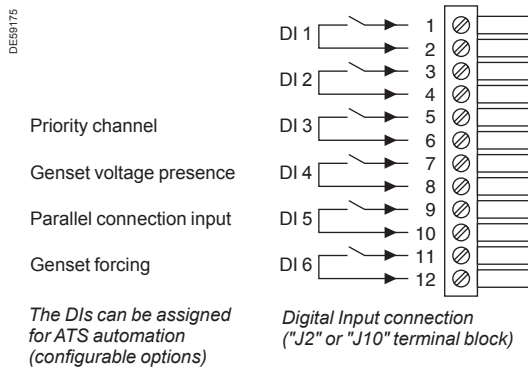 DE59175
DI 1
1
2
DI 2
3
4
Priority channel
DI 3
5
6
Genset voltage presence
DI 4
7
8
Parallel connection input
DI 5
9
10
Genset forcing
DI 6
11
12
The DIs can be assigned
for ATS automation
(configurable options)
Digital Input connection
("J2" or "J10" terminal block)